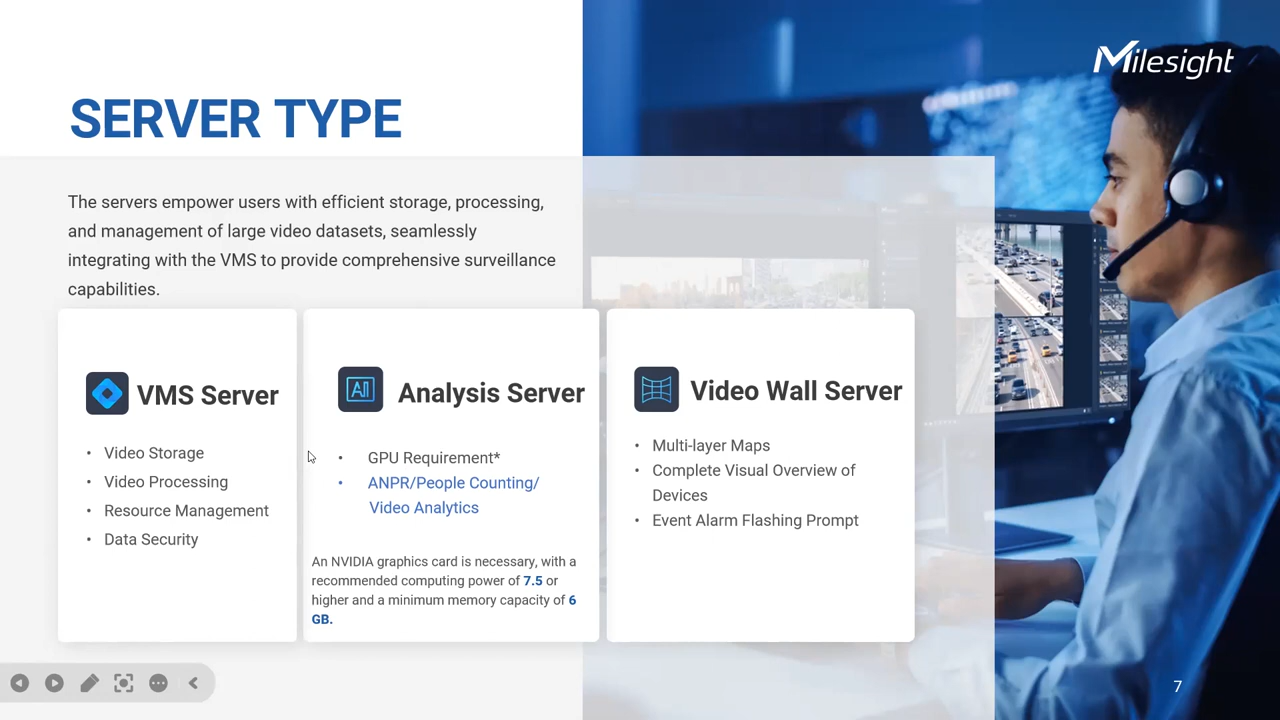 Milesight
SERVER TYPE
The servers empower users with efficient storage, processing,
and management of large video datasets, seamlessly
integrating with the VMS to provide comprehensive surveillance
capabilities.
VMS Server
• Video Storage
• Video Processing
• Resource Management
• Data Security
AI
Analysis Server
• GPU Requirement*
• ANPR/People Counting/
Video Analytics
An NVIDIA graphics card is necessary, with a
recommended computing power of 7.5 or
higher and a minimum memory capacity of 6
GB.
Video Wall Server
• Multi-layer Maps
• Complete Visual Overview of
Devices
• Event Alarm Flashing Prompt
7